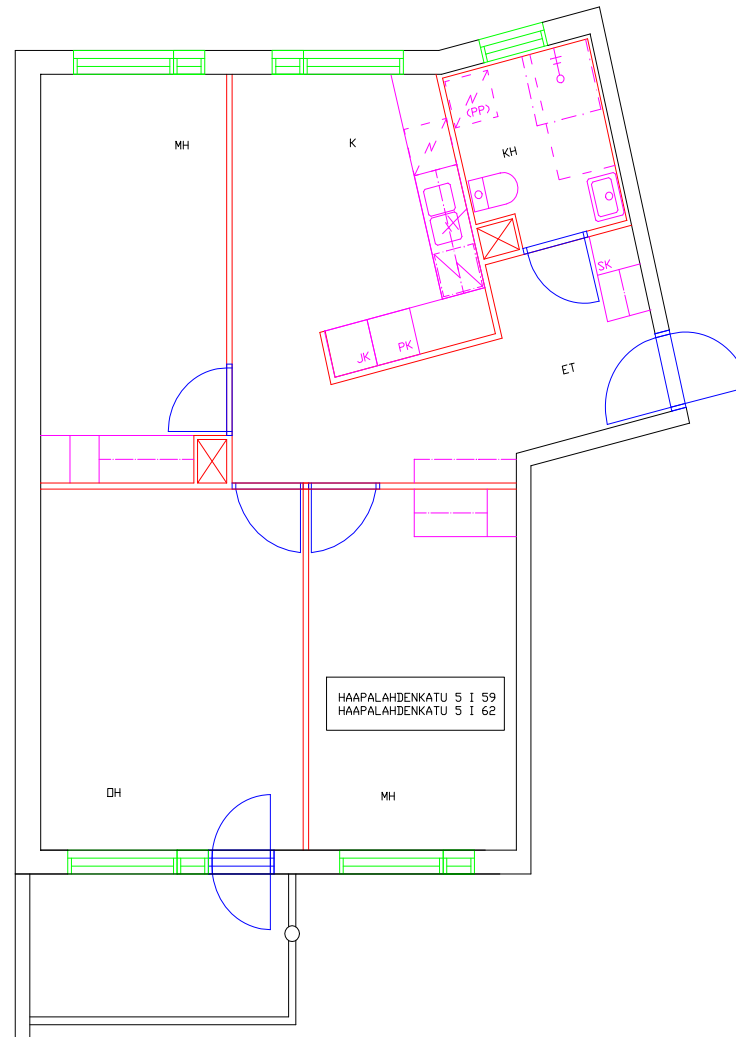 MH
K
(PP)
KH
SK
JK
PK
ET
HAAPALAHDENKATU 5 I 59
HAAPALAHDENKATU 5 I 62
OH
MH